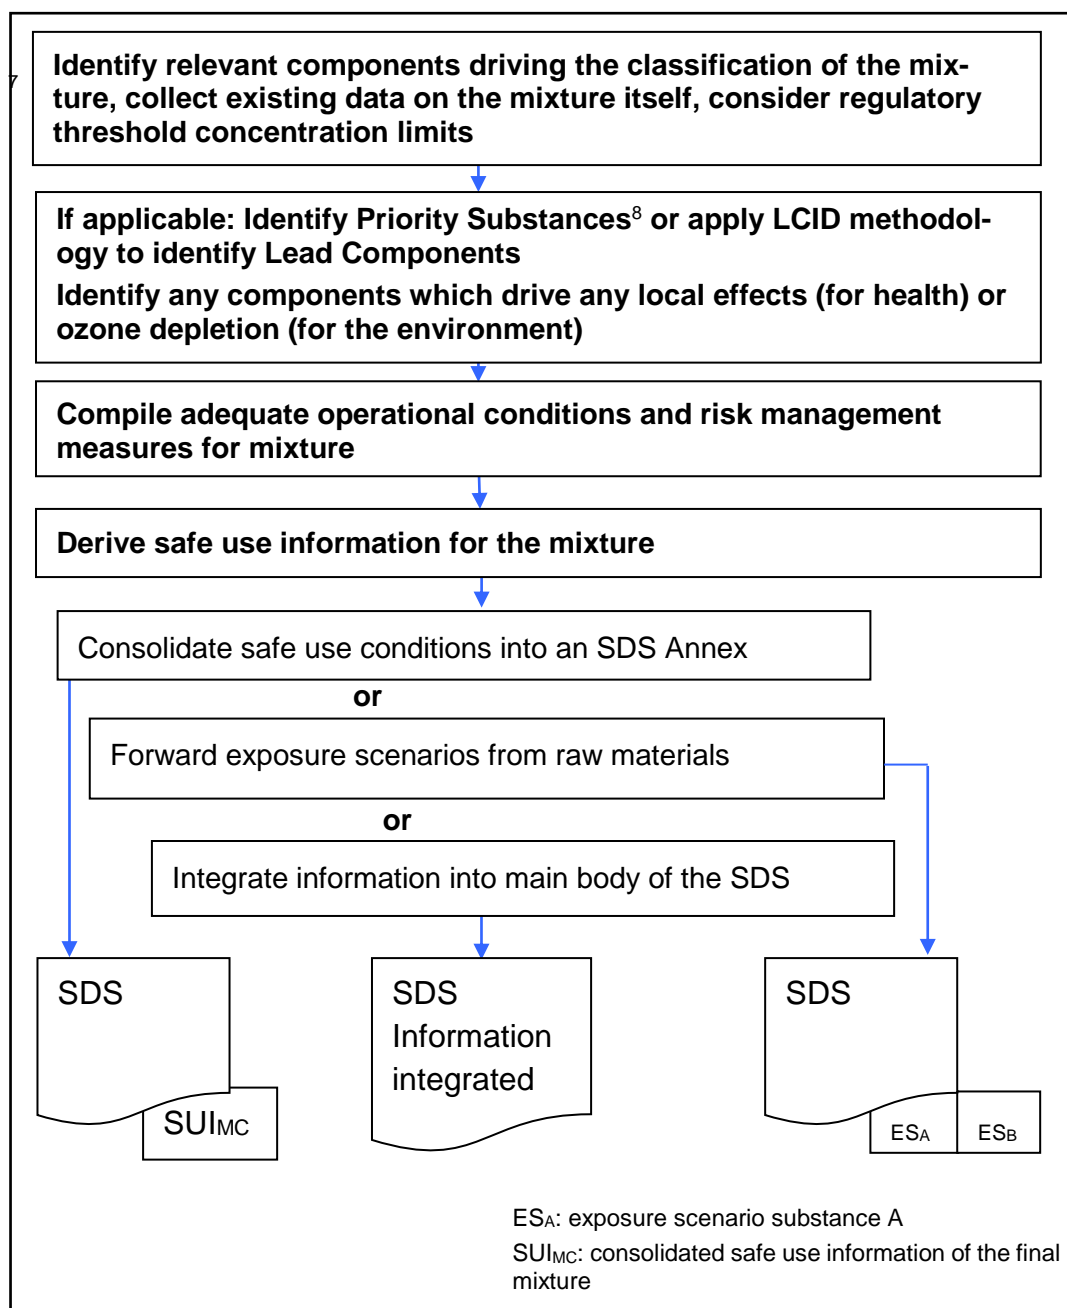 7
Identify relevant components driving the classification of the mix-
ture, collect existing data on the mixture itself, consider regulatory
threshold concentration limits
If applicable: Identify Priority Substances⁸ or apply LCID methodol-
ogy to identify Lead Components
Identify any components which drive any local effects (for health) or
ozone depletion (for the environment)
Compile adequate operational conditions and risk management
measures for mixture
Derive safe use information for the mixture
Consolidate safe use conditions into an SDS Annex
or
Forward exposure scenarios from raw materials
or
Integrate information into main body of the SDS
SDS
SUIMC
SDS
Information
integrated
SDS
ESA
ESB
ESA: exposure scenario substance A
SUIMC: consolidated safe use information of the final
mixture